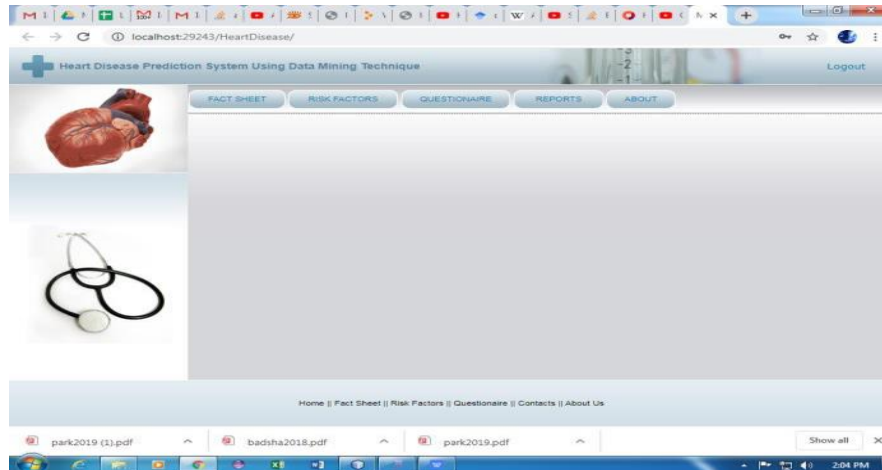 localhost:29243/HeartDisease/
Heart Disease Prediction System Using Data Mining Technique
Logout
FACT SHEET RISK FACTORS QUESTIONAIRE REPORTS ABOUT
Home || Fact Sheet || Risk Factors || Questionaire || Contacts || About Us
park2019 (1).pdf badsha2018.pdf park2019.pdf Show all
2:04 PM